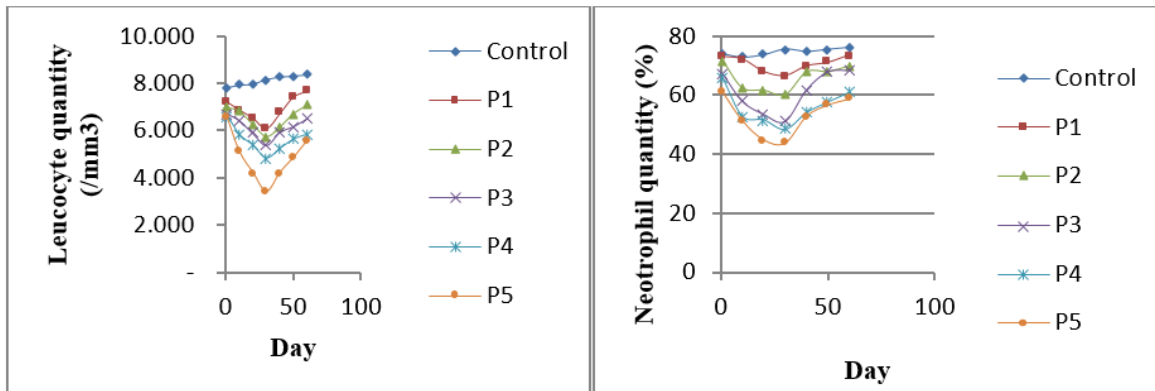 Leucocyte quantity
(/mm3)
10.000
8.000
6.000
4.000
2.000
-
0
50
100
Day
Control
P1
P2
P3
P4
P5
Neotrophil quantity (%)
80
60
40
20
0
0
50
100
Day
Control
P1
P2
P3
P4
P5